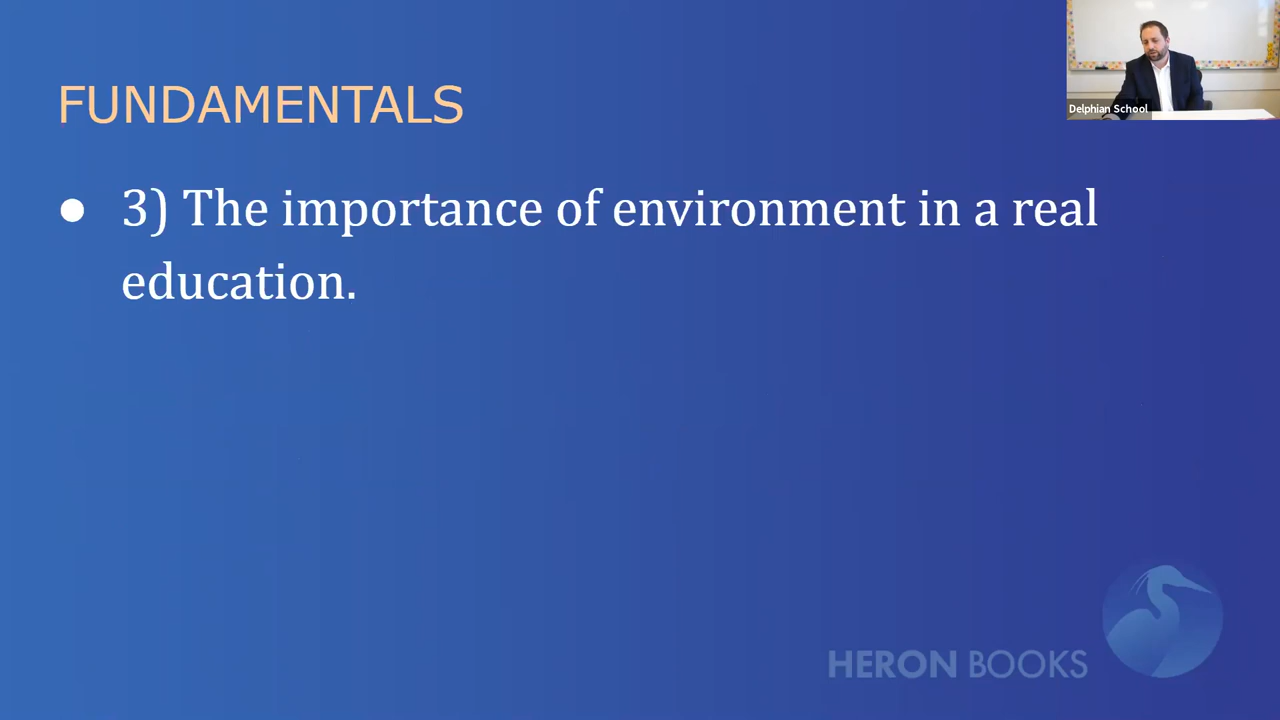 Delphian School
FUNDAMENTALS
● 3) The importance of environment in a real
education.
HERON BOOKS